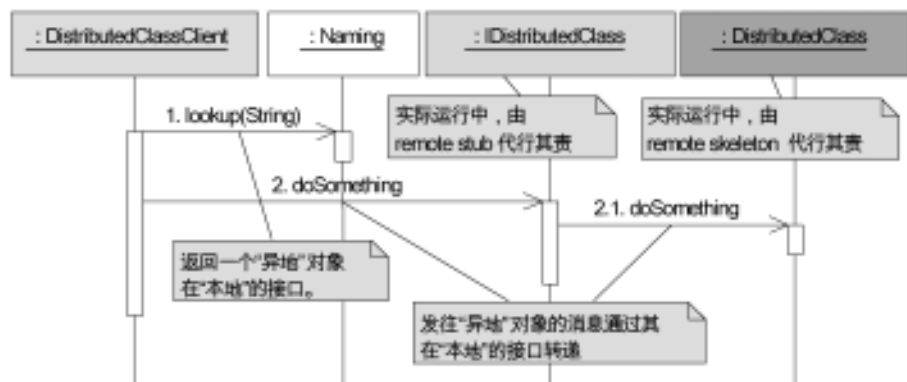 : DistributedClassClient
: Naming
: IDistributedClass
: DistributedClass
实际运行中，由
remote stub 代行其责
实际运行中，由
remote skeleton 代行其责
1. lookup(String)
2. doSomething
2.1. doSomething
返回一个“异地”对象
在“本地”的接口。
发往“异地”对象的消息通过其
在“本地”的接口转递